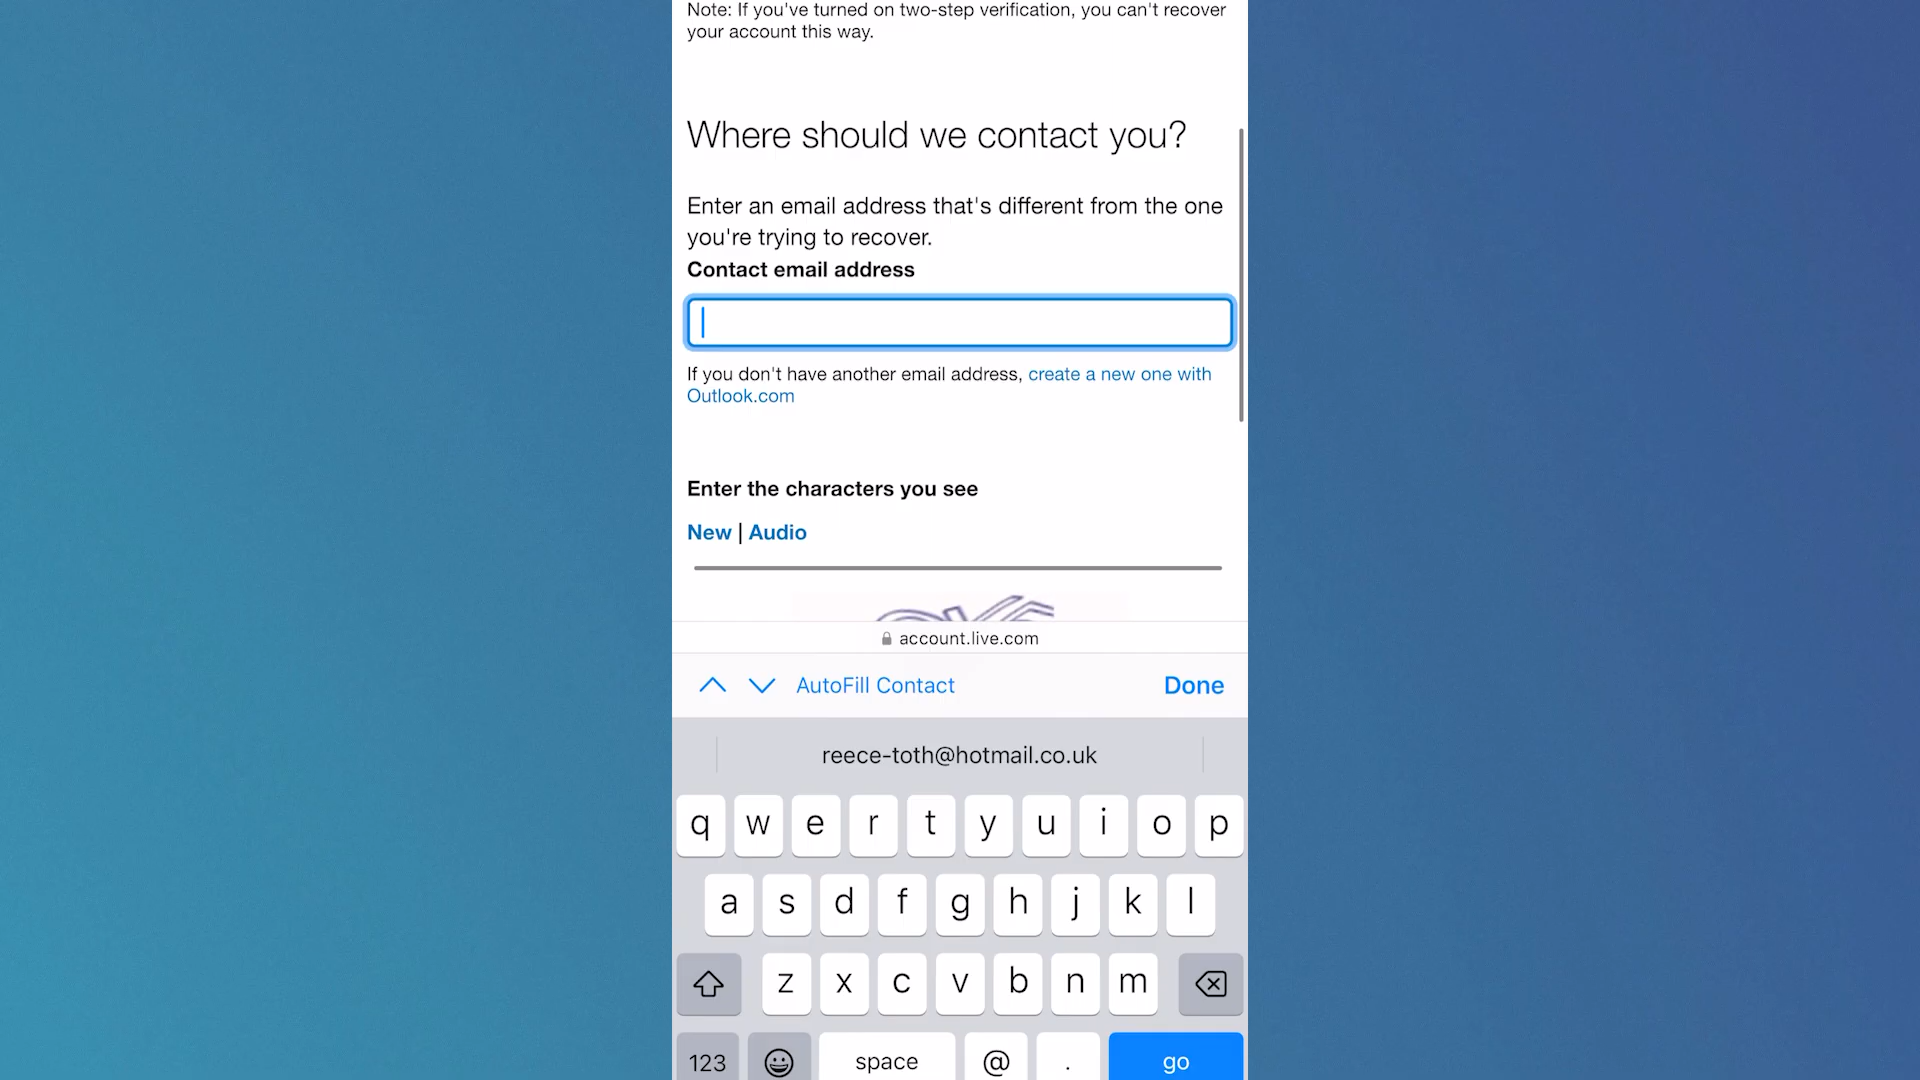 Note: If you've turned on two-step verification, you can't recover
your account this way.
Where should we contact you?
Enter an email address that's different from the one
you're trying to recover.
Contact email address
If you don't have another email address, create a new one with
Outlook.com
Enter the characters you see
New | Audio
account.live.com
AutoFill Contact Done
reece-toth@hotmail.co.uk
q w e r t y u i o p
a s d f g h j k l
z x c v b n m
123 space @ . go